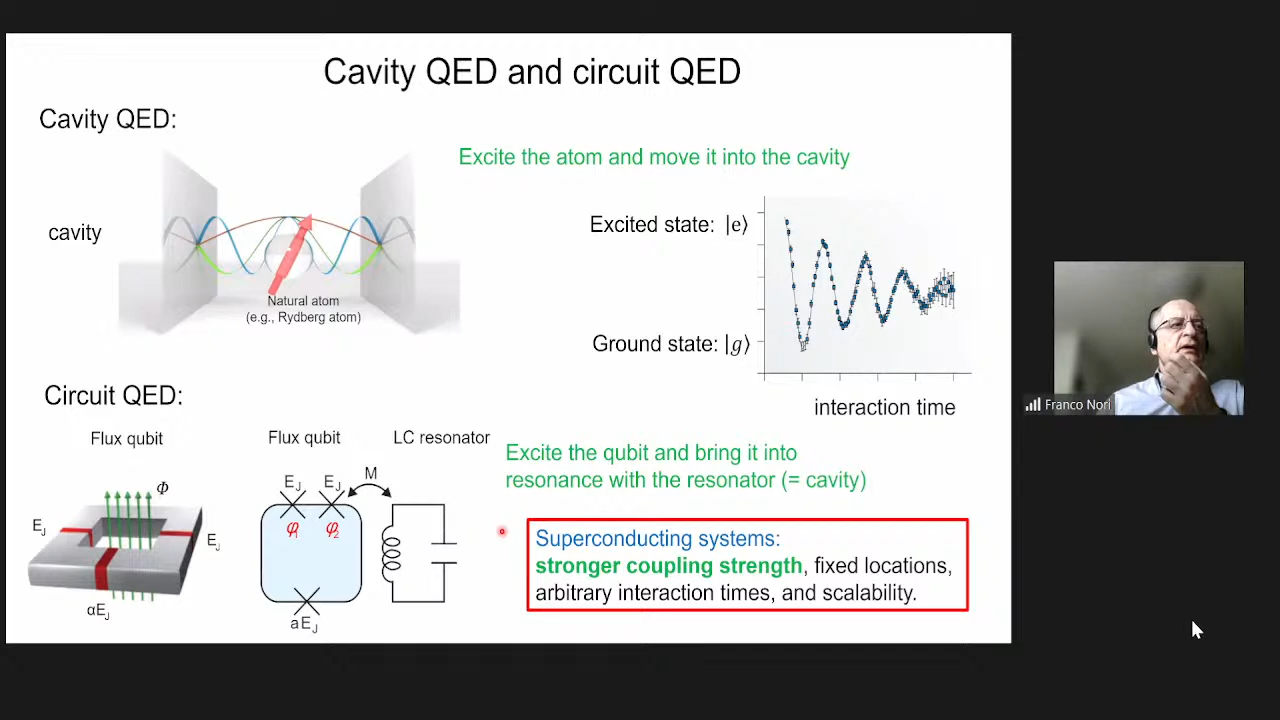 Cavity QED and circuit QED
Cavity QED:
Excite the atom and move it into the cavity
cavity
Natural atom
(e.g., Rydberg atom)
Excited state: |e⟩
Ground state: |g⟩
interaction time
Circuit QED:
Flux qubit
Flux qubit
LC resonator
Φ
E_J
E_J
αE_J
E_J
E_J
M
φ₁
φ₂
aE_J
Excite the qubit and bring it into
resonance with the resonator (= cavity)
Superconducting systems:
stronger coupling strength, fixed locations,
arbitrary interaction times, and scalability.
Franco Nori